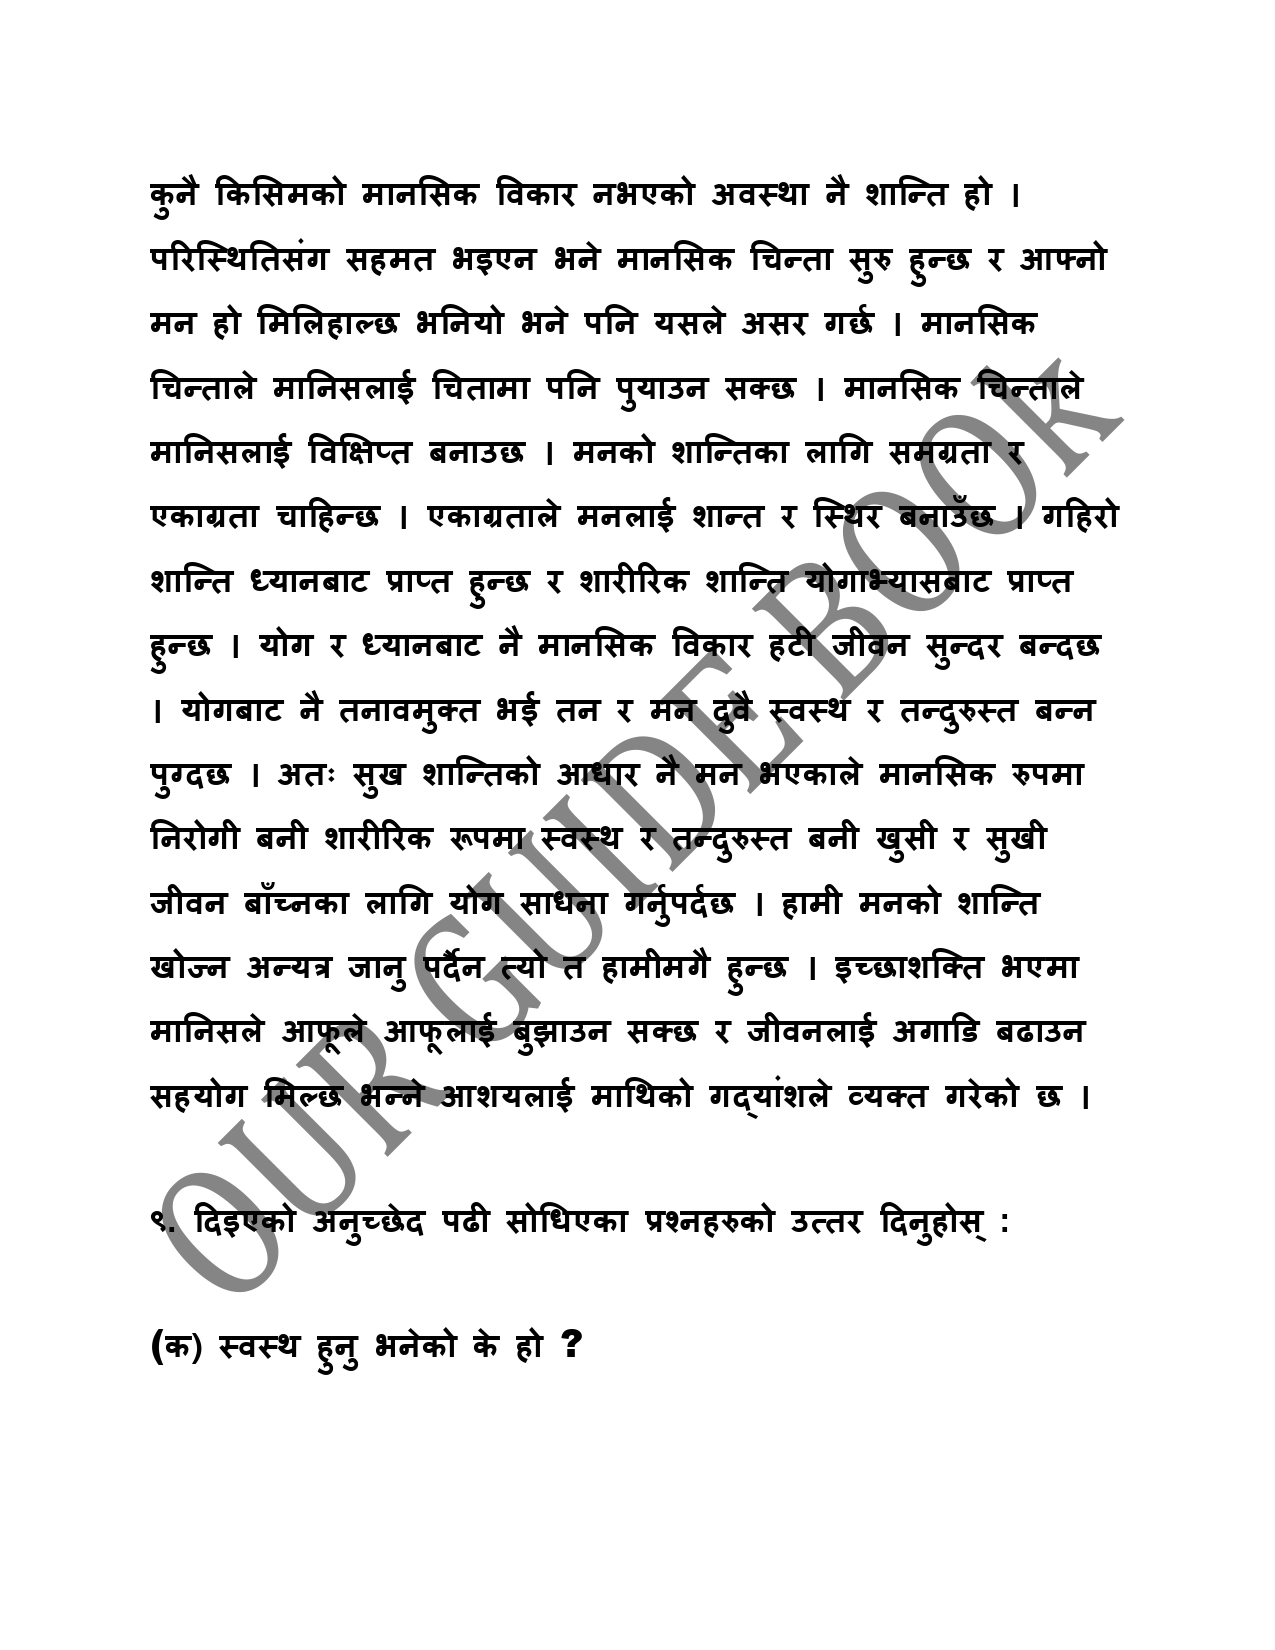 कुनै किसिमको मानसिक विकार नभएको अवस्था नै शान्ति हो ।
परिस्थितिसंग सहमत भइएन भने मानसिक चिन्ता सुरु हुन्छ र आफ्नो
मन हो मिलिहाल्छ भनियो भने पनि यसले असर गर्छ । मानसिक
चिन्ताले मानिसलाई चितामा पनि पुयाउन सक्छ । मानसिक चिन्ताले
मानिसलाई विक्षिप्त बनाउछ । मनको शान्तिका लागि समग्रता र
एकाग्रता चाहिन्छ । एकाग्रताले मनलाई शान्त र स्थिर बनाउँछ । गहिरो
शान्ति ध्यानबाट प्राप्त हुन्छ र शारीरिक शान्ति योगाभ्यासबाट प्राप्त
हुन्छ । योग र ध्यानबाट नै मानसिक विकार हटी जीवन सुन्दर बन्दछ
। योगबाट नै तनावमुक्त भई तन र मन दुवै स्वस्थ र तन्दुरुस्त बन्न
पुग्दछ । अतः सुख शान्तिको आधार नै मन भएकाले मानसिक रुपमा
निरोगी बनी शारीरिक रूपमा स्वस्थ र तन्दुरुस्त बनी खुसी र सुखी
जीवन बाँच्नका लागि योग साधना गर्नुपर्दछ । हामी मनको शान्ति
खोज्न अन्यत्र जानु पर्दैन त्यो त हामीमगै हुन्छ । इच्छाशक्ति भएमा
मानिसले आफूले आफूलाई बुझाउन सक्छ र जीवनलाई अगाडि बढाउन
सहयोग मिल्छ भन्ने आशयलाई माथिको गद्यांशले व्यक्त गरेको छ ।
९. दिइएको अनुच्छेद पढी सोधिएका प्रश्नहरुको उत्तर दिनुहोस् :
(क) स्वस्थ हुनु भनेको के हो ?
OUR GUIDE BOOK